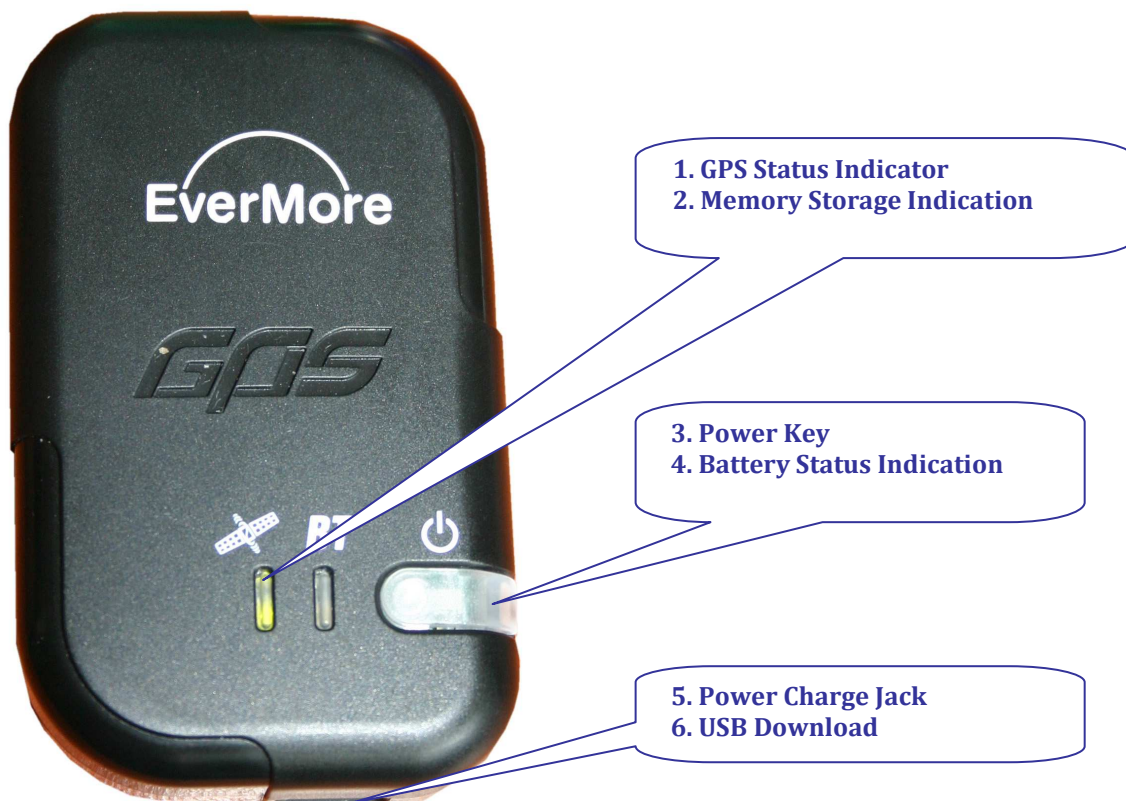 EverMore
GPS
1. GPS Status Indicator
2. Memory Storage Indication
3. Power Key
4. Battery Status Indication
5. Power Charge Jack
6. USB Download